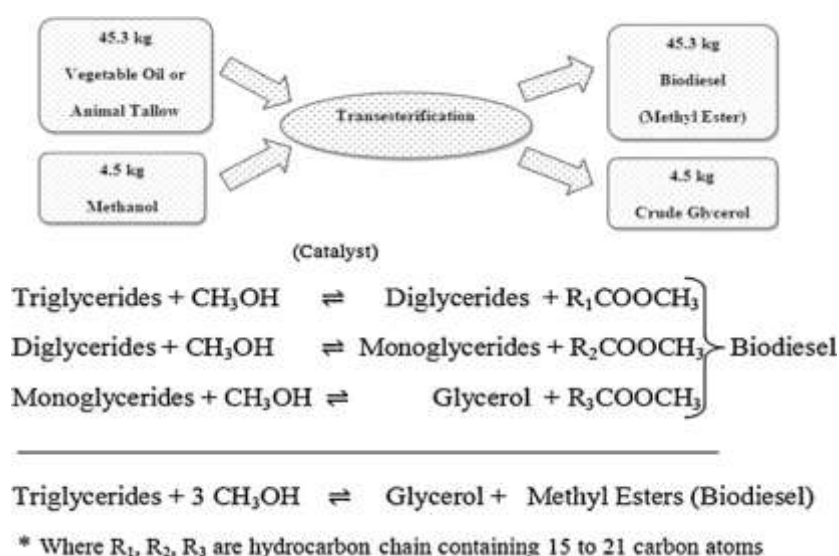 45.3 kg
Vegetable Oil or
Animal Tallow
4.5 kg
Methanol
Transesterification
45.3 kg
Biodiesel
(Methyl Ester)
4.5 kg
Crude Glycerol
(Catalyst)
Triglycerides + CH₃OH ⇌ Diglycerides + R₁COOCH₃
Diglycerides + CH₃OH ⇌ Monoglycerides + R₂COOCH₃
Monoglycerides + CH₃OH ⇌ Glycerol + R₃COOCH₃
Biodiesel
Triglycerides + 3 CH₃OH ⇌ Glycerol + Methyl Esters (Biodiesel)
* Where R₁, R₂, R₃ are hydrocarbon chain containing 15 to 21 carbon atoms